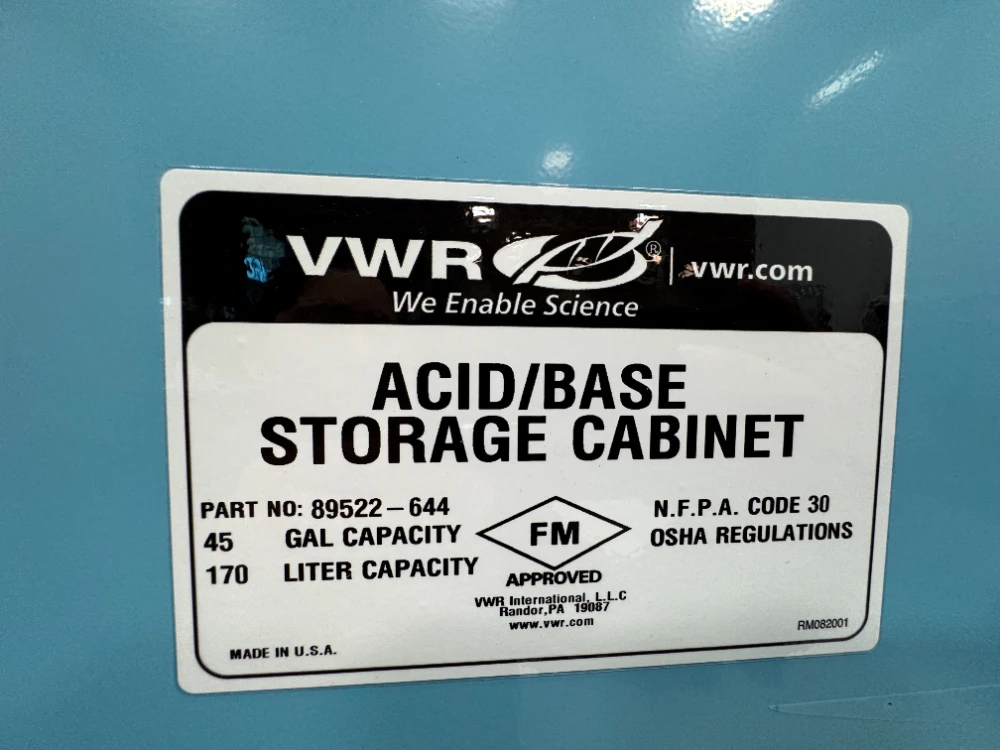 VWR ® | vwr.com
We Enable Science
ACID/BASE
STORAGE CABINET
PART NO: 89522-644
45 GAL CAPACITY
170 LITER CAPACITY
FM
APPROVED
N.F.P.A. CODE 30
OSHA REGULATIONS
VWR International, L.L.C
Randor,PA 19087
www.vwr.com
RM082001
MADE IN U.S.A.